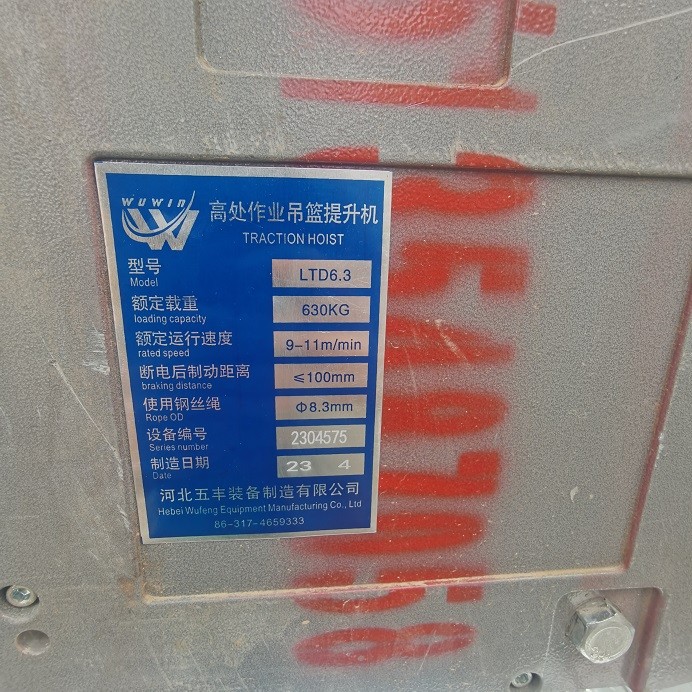 WUWIN
高处作业吊篮提升机
TRACTION HOIST
型号
Model
LTD6.3
额定载重
loading capacity
630KG
额定运行速度
rated speed
9-11m/min
断电后制动距离
braking distance
≤100mm
使用钢丝绳
Rope OD
Φ8.3mm
设备编号
Series number
2304575
制造日期
Date
23 4
河北五丰装备制造有限公司
Hebei Wufeng Equipment Manufacturing Co., Ltd
86-317-4659333